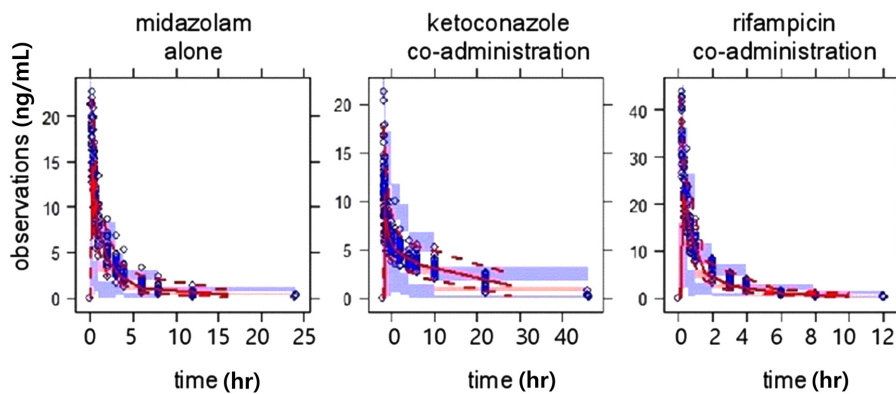 midazolam
alone
ketoconazole
co-administration
rifampicin
co-administration
observations (ng/mL)
20
15
10
5
0
0 5 10 15 20 25
time (hr)
20
15
10
5
0
0 10 20 30 40
time (hr)
40
30
20
10
0
0 2 4 6 8 10 12
time (hr)